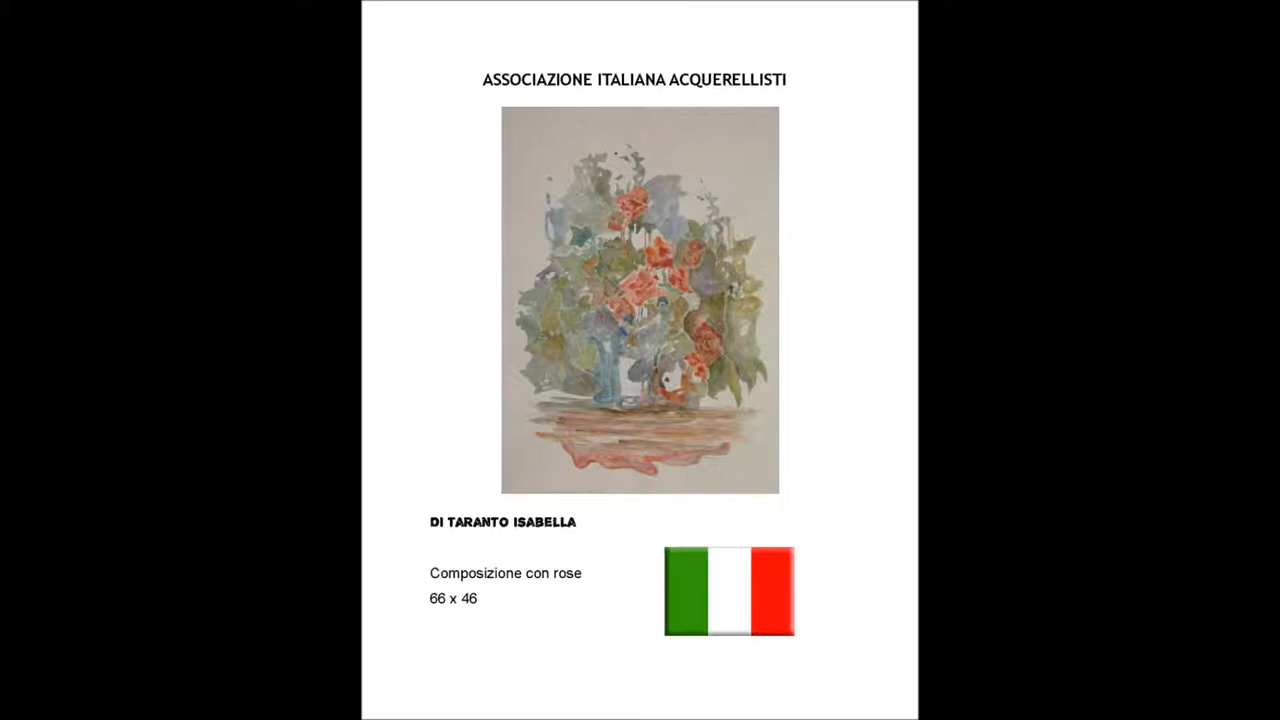 ASSOCIAZIONE ITALIANA ACQUERELLISTI
DI TARANTO ISABELLA
Composizione con rose
66 x 46